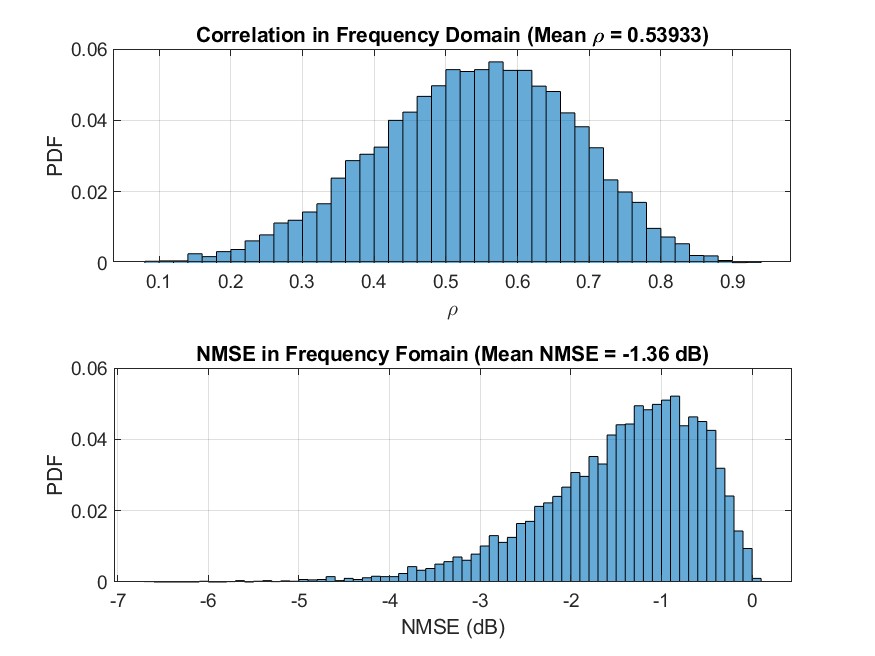 Correlation in Frequency Domain (Mean ρ = 0.53933)
0.06
0.04
0.02
0
PDF
0.1 0.2 0.3 0.4 0.5 0.6 0.7 0.8 0.9
ρ
NMSE in Frequency Fomain (Mean NMSE = -1.36 dB)
0.06
0.04
0.02
0
PDF
-7 -6 -5 -4 -3 -2 -1 0
NMSE (dB)